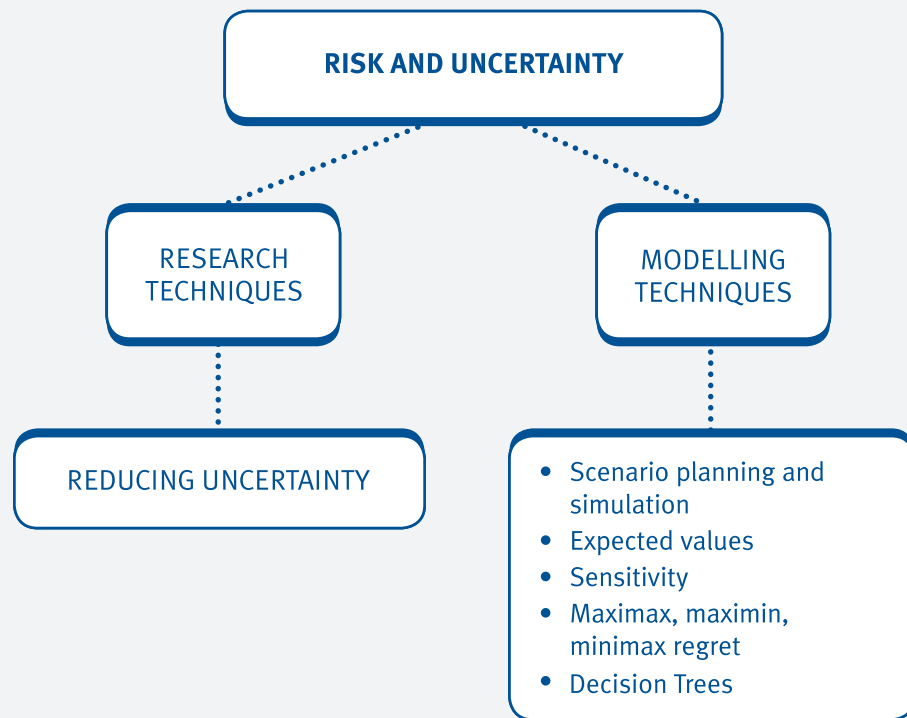 RISK AND UNCERTAINTY
RESEARCH
TECHNIQUES
MODELLING
TECHNIQUES
REDUCING UNCERTAINTY
• Scenario planning and
simulation
• Expected values
• Sensitivity
• Maximax, maximin,
minimax regret
• Decision Trees